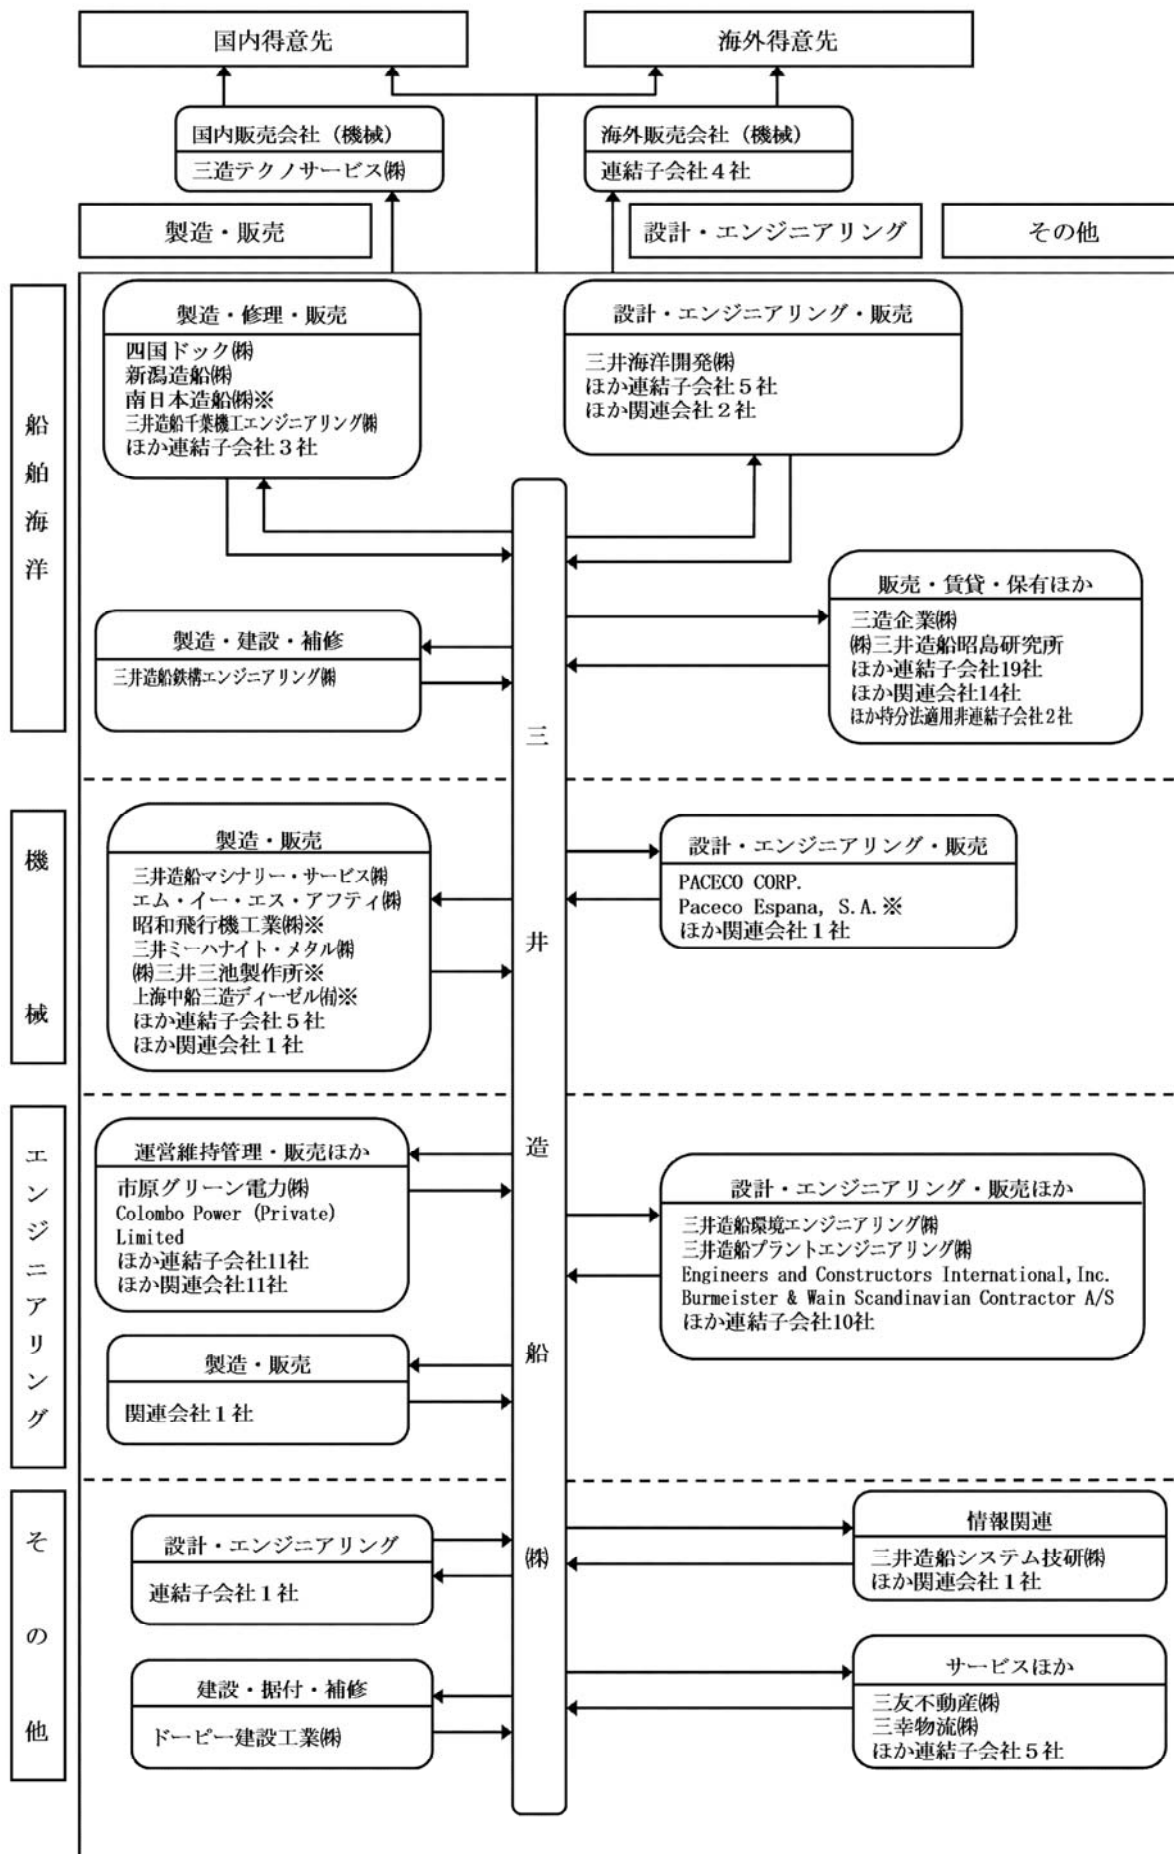 国内得意先
海外得意先
国内販売会社（機械）
三造テクノサービス㈱
海外販売会社（機械）
連結子会社４社
製造・販売
設計・エンジニアリング
その他
船舶海洋
製造・修理・販売
四国ドック㈱
新潟造船㈱
南日本造船㈱※
三井造船千葉機工エンジニアリング㈱
ほか連結子会社３社
設計・エンジニアリング・販売
三井海洋開発㈱
ほか連結子会社５社
ほか関連会社２社
製造・建設・補修
三井造船鉄構エンジニアリング㈱
販売・賃貸・保有ほか
三造企業㈱
㈱三井造船昭島研究所
ほか連結子会社19社
ほか関連会社14社
ほか持分法適用非連結子会社２社
三井造船㈱
機械
製造・販売
三井造船マシナリー・サービス㈱
エム・イー・エス・アフティ㈱
昭和飛行機工業㈱※
三井ミーハナイト・メタル㈱
㈱三井三池製作所※
上海中船三造ディーゼル㈲※
ほか連結子会社５社
ほか関連会社１社
設計・エンジニアリング・販売
PACECO CORP.
Paceco Espana, S.A.※
ほか関連会社１社
エンジニアリング
運営維持管理・販売ほか
市原グリーン電力㈱
Colombo Power (Private)
Limited
ほか連結子会社11社
ほか関連会社11社
設計・エンジニアリング・販売ほか
三井造船環境エンジニアリング㈱
三井造船プラントエンジニアリング㈱
Engineers and Constructors International,Inc.
Burmeister & Wain Scandinavian Contractor A/S
ほか連結子会社10社
製造・販売
関連会社１社
その他
設計・エンジニアリング
連結子会社１社
情報関連
三井造船システム技研㈱
ほか関連会社１社
建設・据付・補修
ドーピー建設工業㈱
サービスほか
三友不動産㈱
三幸物流㈱
ほか連結子会社５社